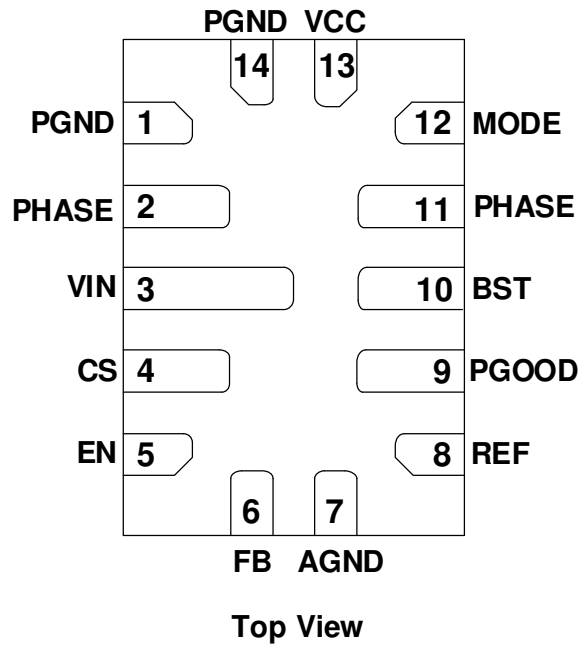 PGND VCC
14 13
PGND 1 12 MODE
PHASE 2 11 PHASE
VIN 3 10 BST
CS 4 9 PGOOD
EN 5 8 REF
6 7
FB AGND
Top View